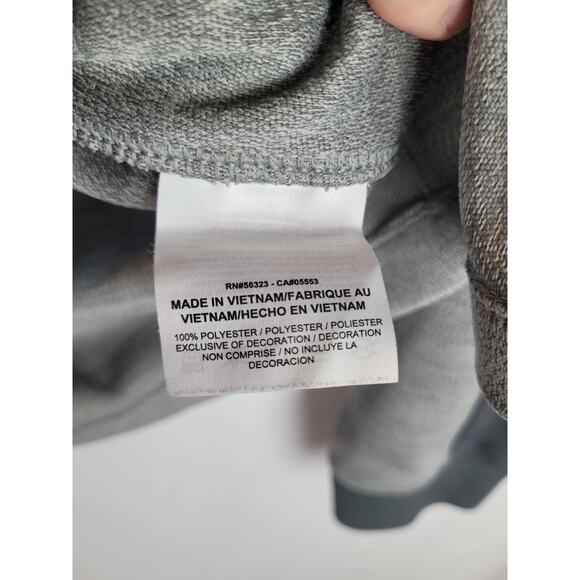 RN#56323 - CA#05553
MADE IN VIETNAM/FABRIQUE AU
VIETNAM/HECHO EN VIETNAM
100% POLYESTER / POLYESTER / POLIESTER
EXCLUSIVE OF DECORATION / DECORATION
NON COMPRISE / NO INCLUYE LA
DECORACION